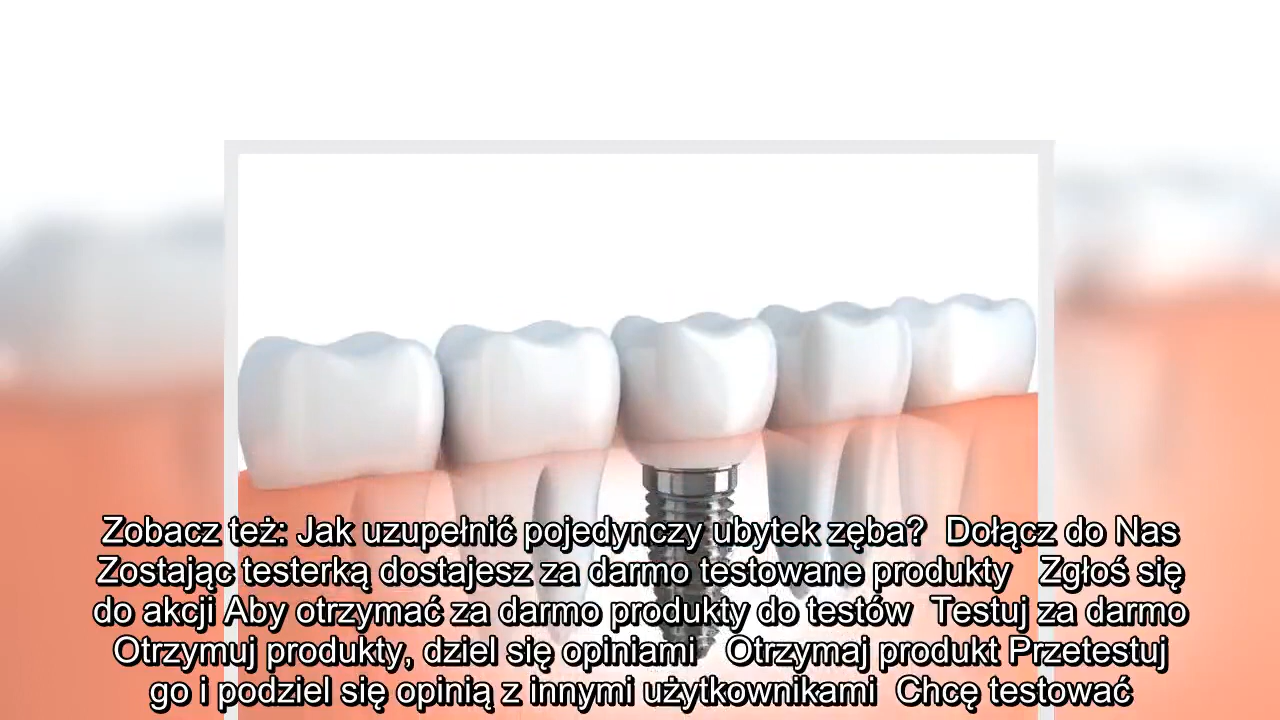 Zobacz też: Jak uzupełnić pojedynczy ubytek zęba?  Dołącz do Nas
Zostając testerką dostajesz za darmo testowane produkty   Zgłoś się
do akcji Aby otrzymać za darmo produkty do testów  Testuj za darmo
Otrzymuj produkty, dziel się opiniami   Otrzymaj produkt Przetestuj
go i podziel się opinią z innymi użytkownikami  Chcę testować